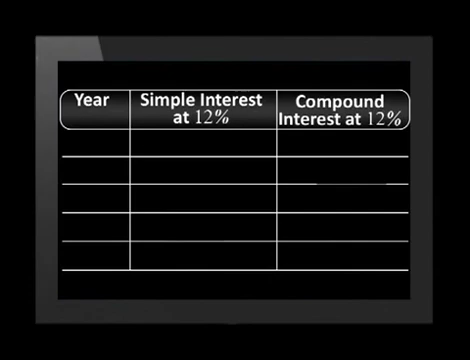 Year
Simple Interest
at 12%
Compound
Interest at 12%